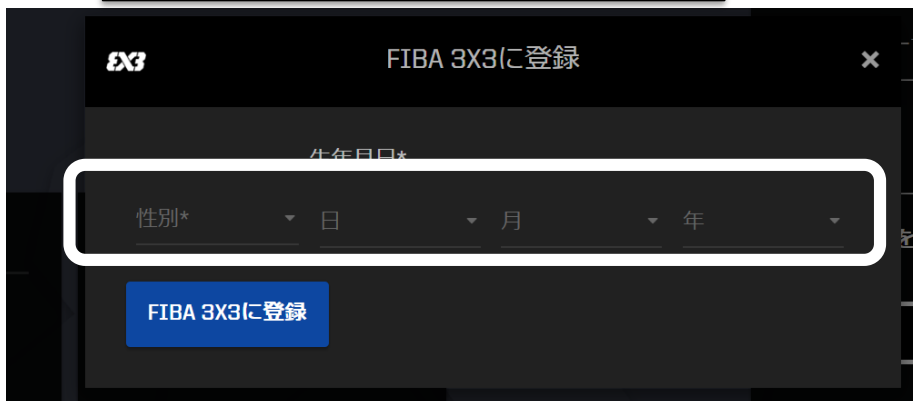 3X3
FIBA 3X3に登録
生年月日*
性別*
日
月
年
FIBA 3X3に登録
を